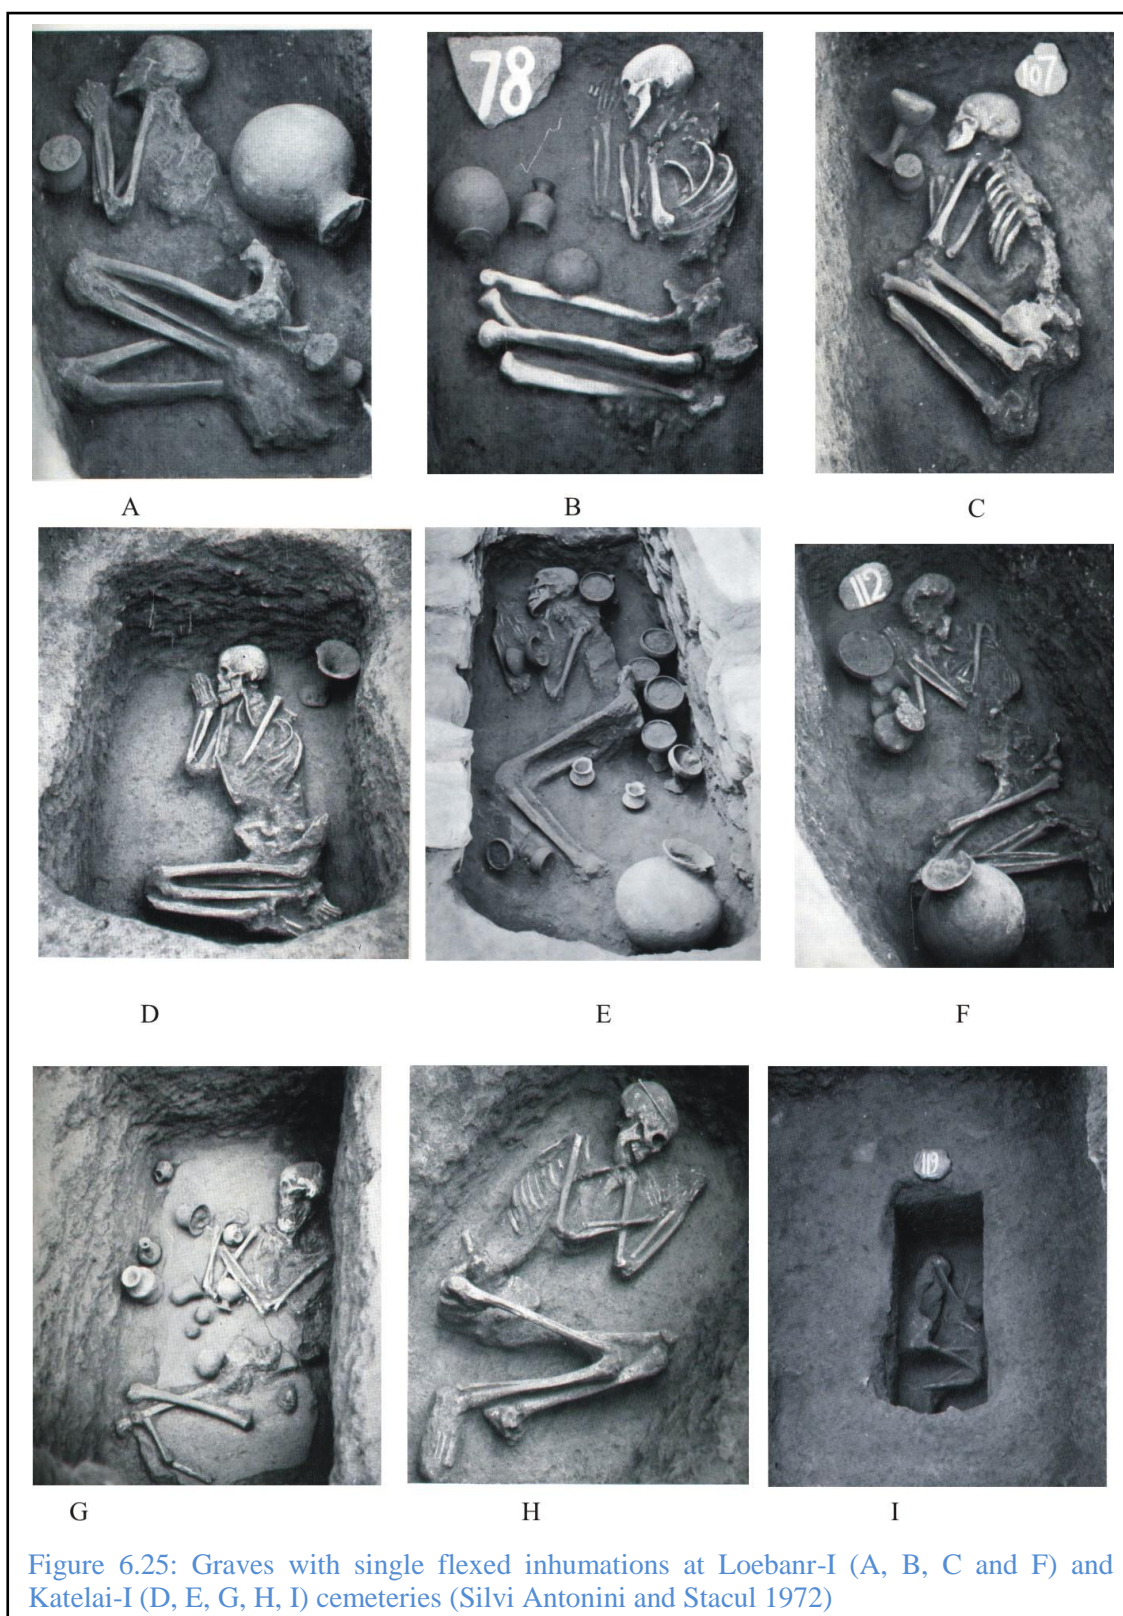 78
107
A
B
C
112
D
E
F
119
G
H
I
Figure 6.25: Graves with single flexed inhumations at Loebanr-I (A, B, C and F) and
Katelai-I (D, E, G, H, I) cemeteries (Silvi Antonini and Stacul 1972)